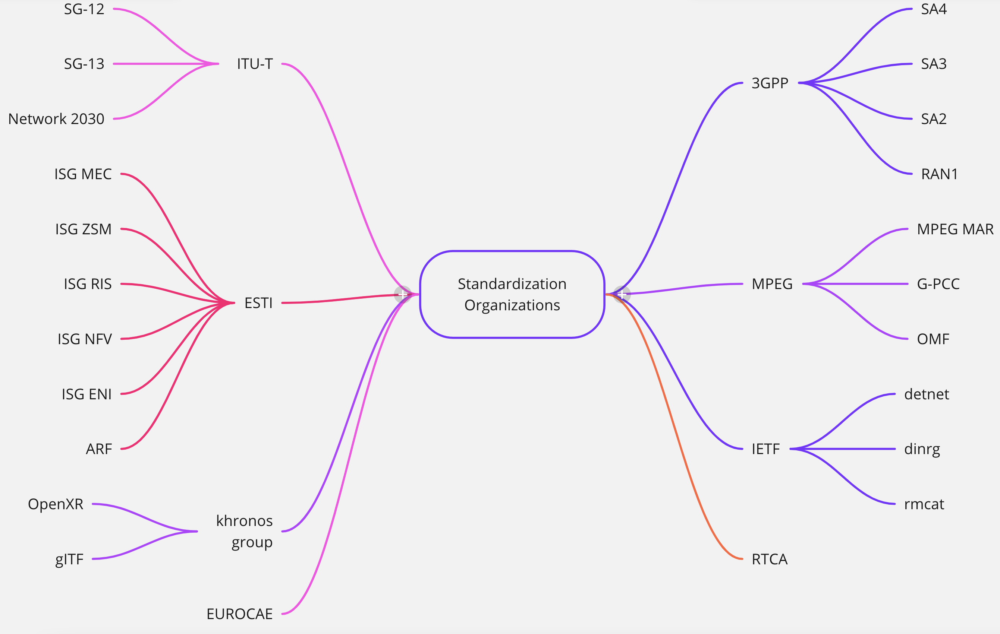 SG-12
SG-13
Network 2030
ITU-T
ISG MEC
ISG ZSM
ISG RIS
ISG NFV
ISG ENI
ARF
ESTI
OpenXR
glTF
khronos
group
EUROCAE
Standardization
Organizations
3GPP
SA4
SA3
SA2
RAN1
MPEG
MPEG MAR
G-PCC
OMF
IETF
detnet
dinrg
rmcat
RTCA